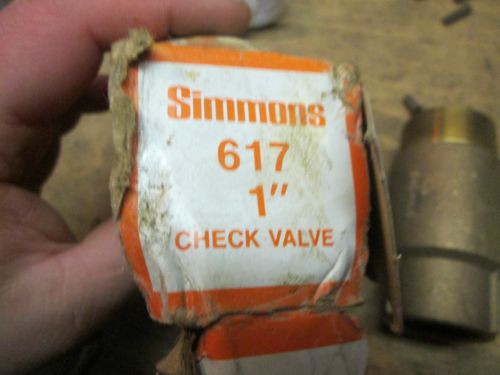 Simmons
617
1"
CHECK VALVE